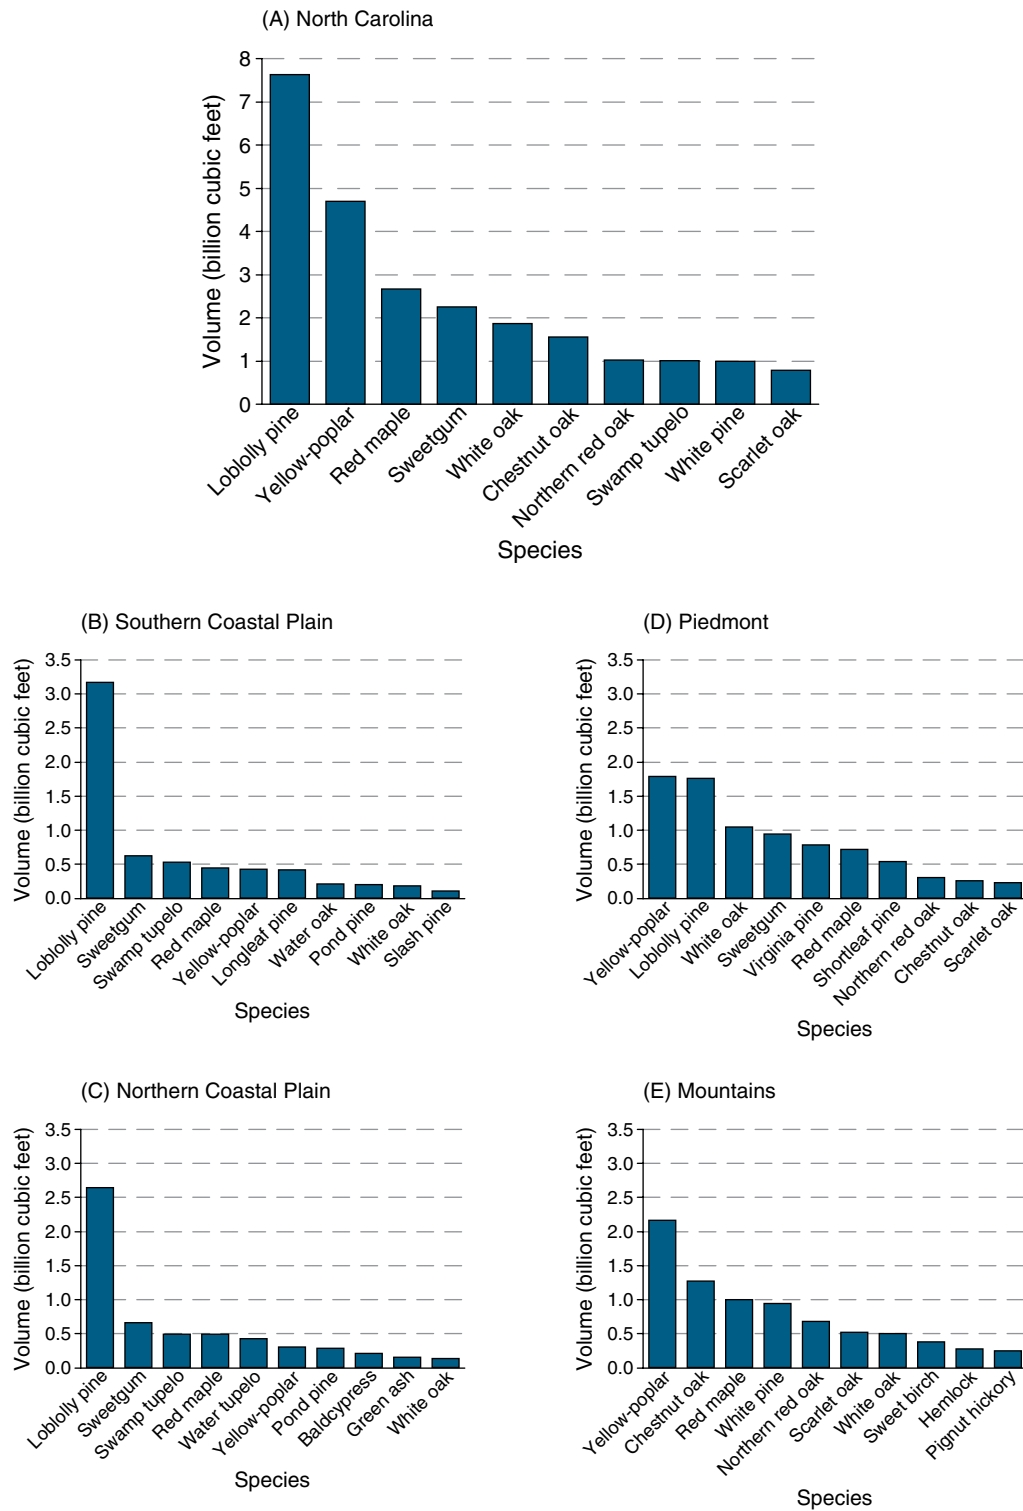 (A) North Carolina
Volume (billion cubic feet)
8
7
6
5
4
3
2
1
0
Loblolly pine
Yellow-poplar
Red maple
Sweetgum
White oak
Chestnut oak
Northern red oak
Swamp tupelo
White pine
Scarlet oak
Species
(B) Southern Coastal Plain
Volume (billion cubic feet)
3.5
3.0
2.5
2.0
1.5
1.0
0.5
0.0
Loblolly pine
Sweetgum
Swamp tupelo
Red maple
Yellow-poplar
Longleaf pine
Water oak
Pond pine
White oak
Slash pine
Species
(C) Northern Coastal Plain
Volume (billion cubic feet)
3.5
3.0
2.5
2.0
1.5
1.0
0.5
0.0
Loblolly pine
Sweetgum
Swamp tupelo
Red maple
Water tupelo
Yellow-poplar
Pond pine
Baldcypress
Green ash
White oak
Species
(D) Piedmont
Volume (billion cubic feet)
3.5
3.0
2.5
2.0
1.5
1.0
0.5
0.0
Yellow-poplar
Loblolly pine
White oak
Sweetgum
Virginia pine
Red maple
Shortleaf pine
Northern red oak
Chestnut oak
Scarlet oak
Species
(E) Mountains
Volume (billion cubic feet)
3.5
3.0
2.5
2.0
1.5
1.0
0.5
0.0
Yellow-poplar
Chestnut oak
Red maple
White pine
Northern red oak
Scarlet oak
White oak
Sweet birch
Hemlock
Pignut hickory
Species